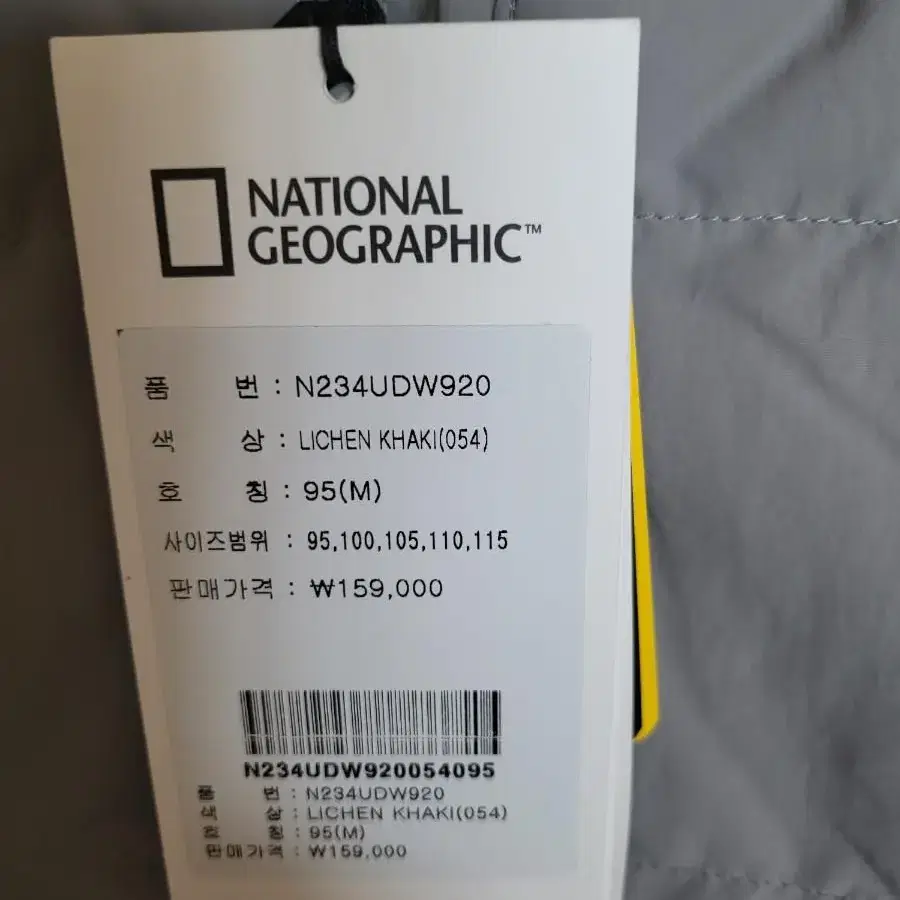 NATIONAL
GEOGRAPHIC™
품 번 : N234UDW920
색 상 : LICHEN KHAKI(054)
호 칭 : 95(M)
사이즈범위 : 95,100,105,110,115
판매가격 : ₩159,000
N234UDW920054095
품 번 : N234UDW920
색 상 : LICHEN KHAKI(054)
호 칭 : 95(M)
판매가격 : ₩159,000